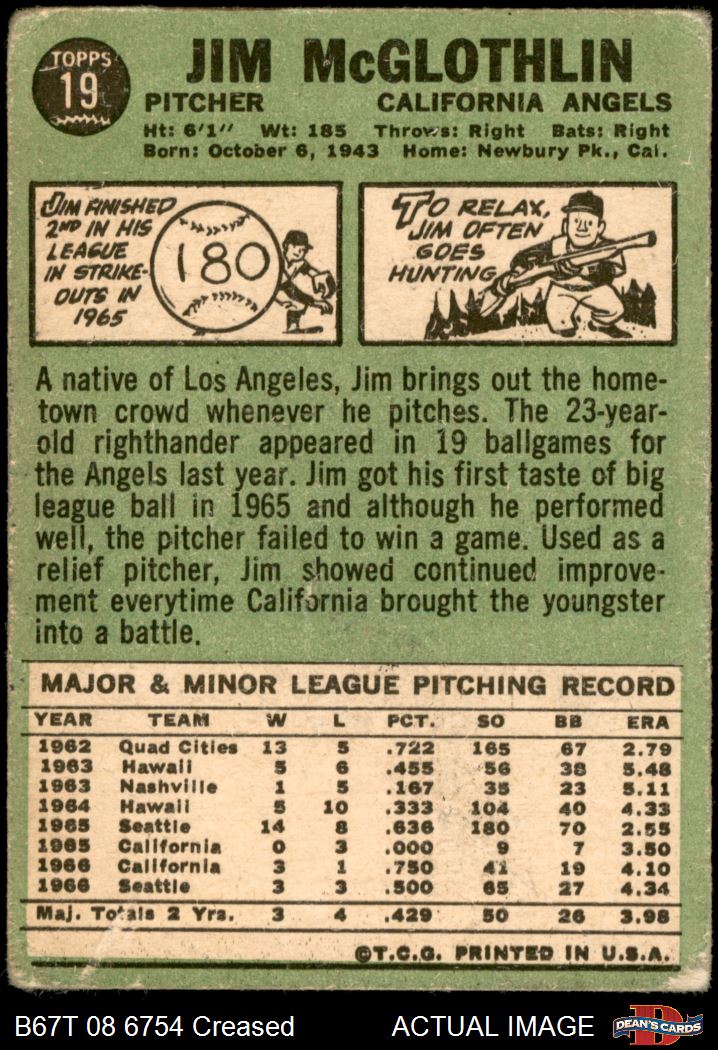 TOPPS
19
JIM McGLOTHLIN
PITCHER CALIFORNIA ANGELS
Ht: 6'1" Wt: 185 Throws: Right Bats: Right
Born: October 6, 1943 Home: Newbury Pk., Cal.
JIM FINISHED
2ND IN HIS
LEAGUE
IN STRIKE-
OUTS IN
1965
180
TO RELAX,
JIM OFTEN
GOES
HUNTING
A native of Los Angeles, Jim brings out the home-
town crowd whenever he pitches. The 23-year-
old righthander appeared in 19 ballgames for
the Angels last year. Jim got his first taste of big
league ball in 1965 and although he performed
well, the pitcher failed to win a game. Used as a
relief pitcher, Jim showed continued improve-
ment everytime California brought the youngster
into a battle.
MAJOR & MINOR LEAGUE PITCHING RECORD
YEAR TEAM W L PCT. SO BB ERA
1962 Quad Cities 13 5 .722 165 67 2.79
1963 Hawaii 5 6 .455 56 38 5.48
1963 Nashville 1 5 .167 35 23 5.11
1964 Hawaii 5 10 .333 104 40 4.33
1965 Seattle 14 8 .636 180 70 2.55
1965 California 0 3 .000 9 7 3.50
1966 California 3 1 .750 41 19 4.10
1966 Seattle 3 3 .500 65 27 4.34
Maj. Totals 2 Yrs. 3 4 .429 50 26 3.98
©T.C.G. PRINTED IN U.S.A.
B67T 08 6754 Creased ACTUAL IMAGE
DEAN'S CARDS